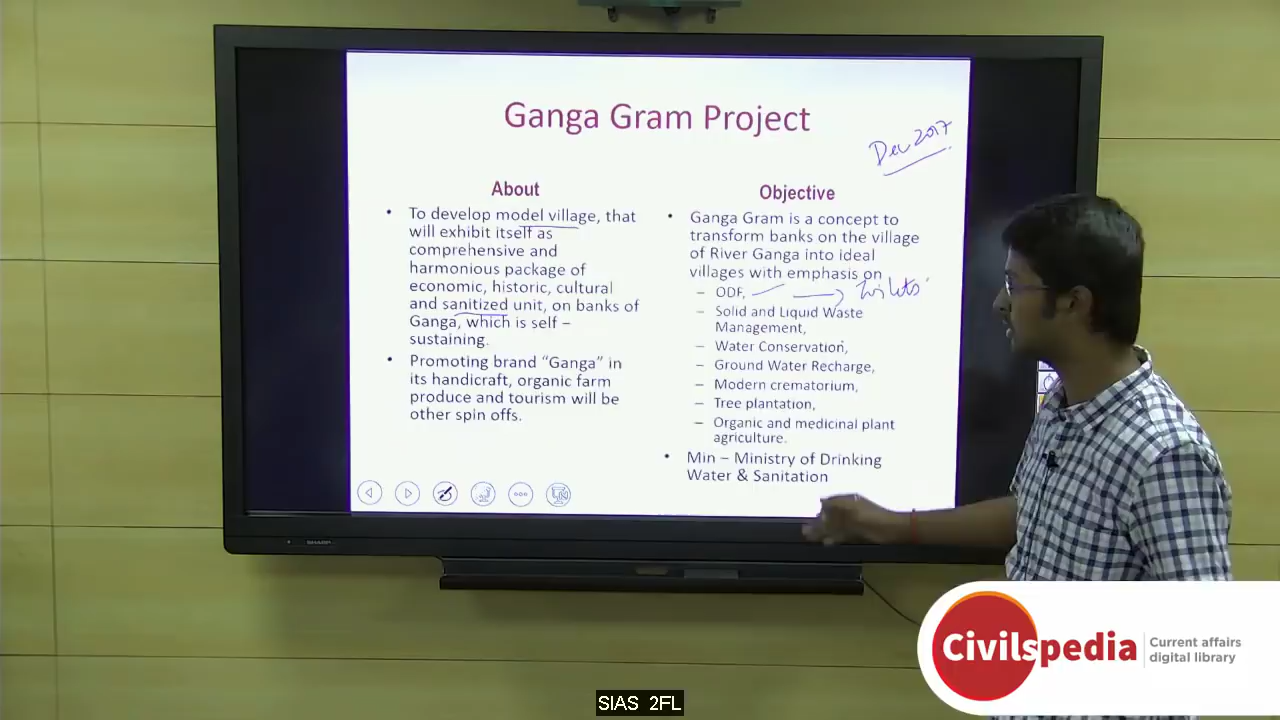 Ganga Gram Project
Dec 2017
About
• To develop model village, that
will exhibit itself as
comprehensive and
harmonious package of
economic, historic, cultural
and sanitized unit, on banks of
Ganga, which is self –
sustaining.
• Promoting brand “Ganga” in
its handicraft, organic farm
produce and tourism will be
other spin offs.
Objective
• Ganga Gram is a concept to
transform banks on the village
of River Ganga into ideal
villages with emphasis on
– ODF, toilets
– Solid and Liquid Waste
Management,
– Water Conservation,
– Ground Water Recharge,
– Modern crematorium,
– Tree plantation,
– Organic and medicinal plant
agriculture.
• Min – Ministry of Drinking
Water & Sanitation
SHARP
Civilspedia
Current affairs
digital library
SIAS 2FL